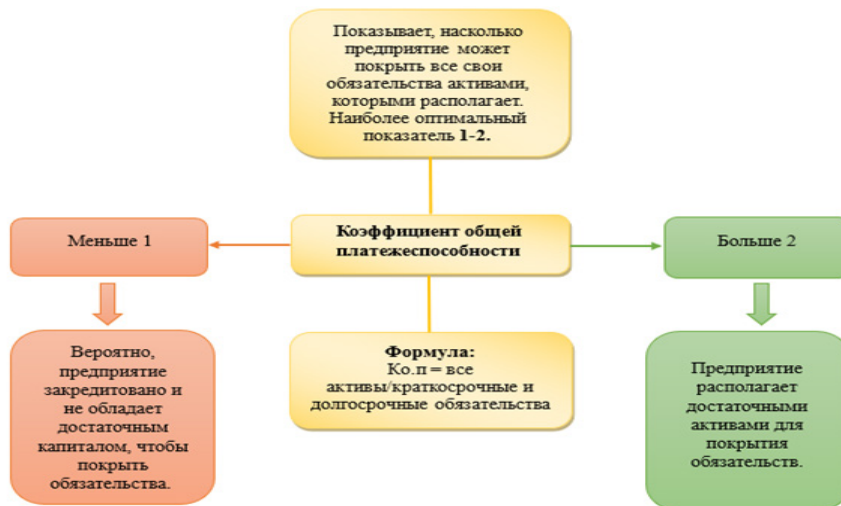 Показывает, насколько
предприятие может
покрыть все свои
обязательства активами,
которыми располагает.
Наиболее оптимальный
показатель 1-2.
Меньше 1
Коэффициент общей
платежеспособности
Больше 2
Вероятно,
предприятие
закредитовано и
не обладает
достаточным
капиталом, чтобы
покрыть
обязательства.
Формула:
Ко.п = все
активы/краткосрочные и
долгосрочные обязательства
Предприятие
располагает
достаточными
активами для
покрытия
обязательств.